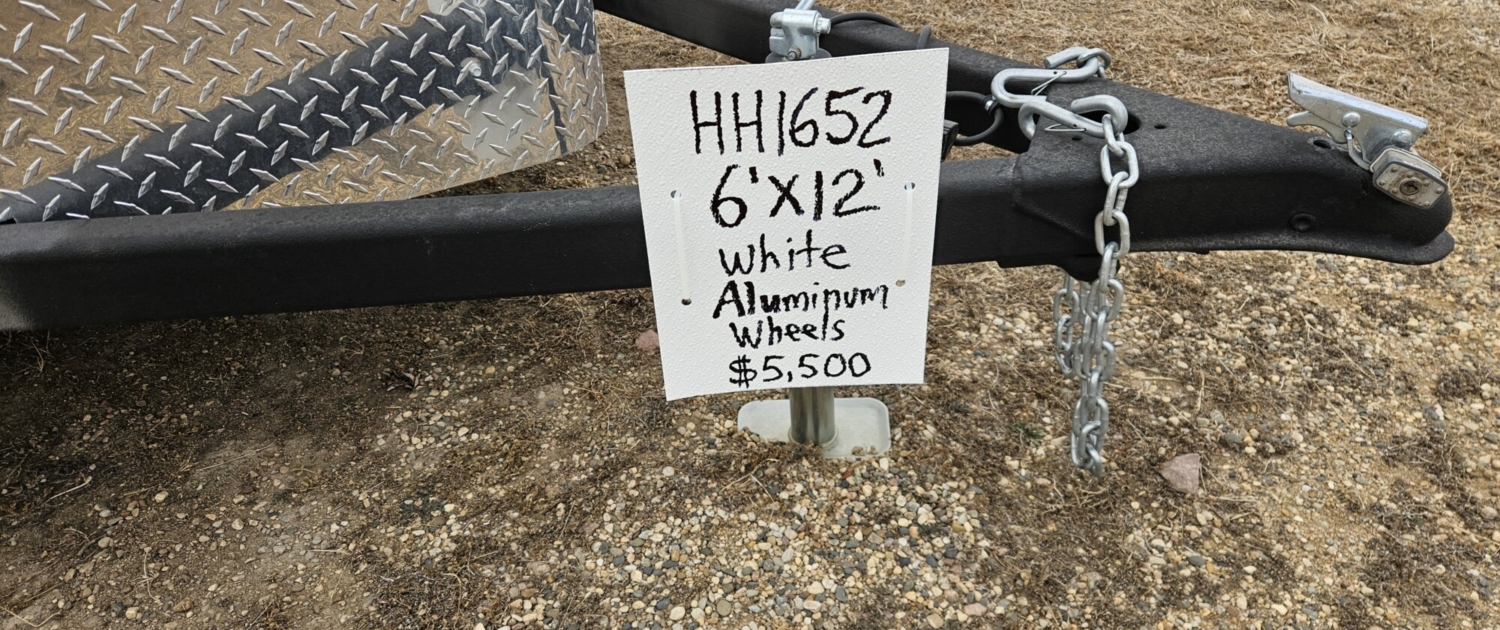 HH1652
6'X12'
White
Aluminum
Wheels
$5,500